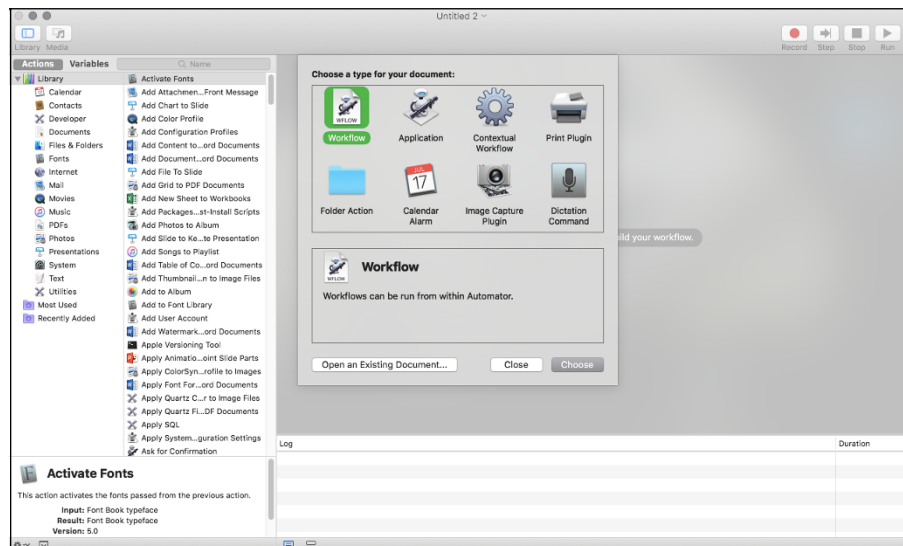 Untitled 2
Library Media
Record Step Stop Run
Actions Variables
Name
Library
Calendar
Contacts
Developer
Documents
Files & Folders
Fonts
Internet
Mail
Movies
Music
PDFs
Photos
Presentations
System
Text
Utilities
Most Used
Recently Added
Activate Fonts
Add Attachmen...Front Message
Add Chart to Slide
Add Color Profile
Add Configuration Profiles
Add Content to...ord Documents
Add Document...ord Documents
Add File To Slide
Add Grid to PDF Documents
Add New Sheet to Workbooks
Add Packages...st-Install Scripts
Add Photos to Album
Add Slide to Ke...te Presentation
Add Songs to Playlist
Add Table of Co...ord Documents
Add Thumbnail...n to Image Files
Add to Album
Add to Font Library
Add User Account
Add Watermark...ord Documents
Apple Versioning Tool
Apply Animatio...oint Slide Parts
Apply ColorSyn...rofile to Images
Apply Font For...ord Documents
Apply Quartz C...r to Image Files
Apply Quartz Fi...DF Documents
Apply SQL
Apply System...guration Settings
Ask for Confirmation
Choose a type for your document:
WFLOW
Workflow
Application
Contextual
Workflow
Print Plugin
Folder Action
JUL
17
Calendar
Alarm
Image Capture
Plugin
Dictation
Command
WFLOW
Workflow
Workflows can be run from within Automator.
Open an Existing Document... Close Choose
ild your workflow.
Log Duration
Activate Fonts
This action activates the fonts passed from the previous action.
Input: Font Book typeface
Result: Font Book typeface
Version: 5.0